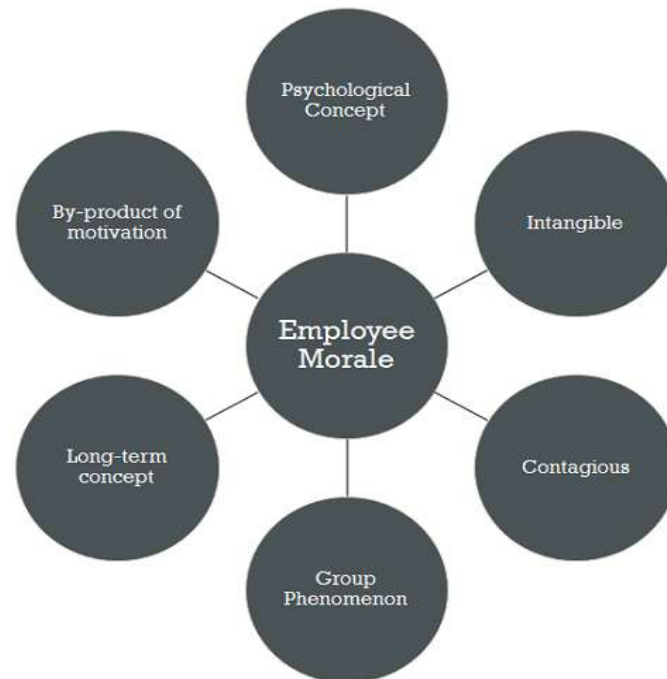 Psychological
Concept
By-product of
motivation
Intangible
Employee
Morale
Long-term
concept
Contagious
Group
Phenomenon